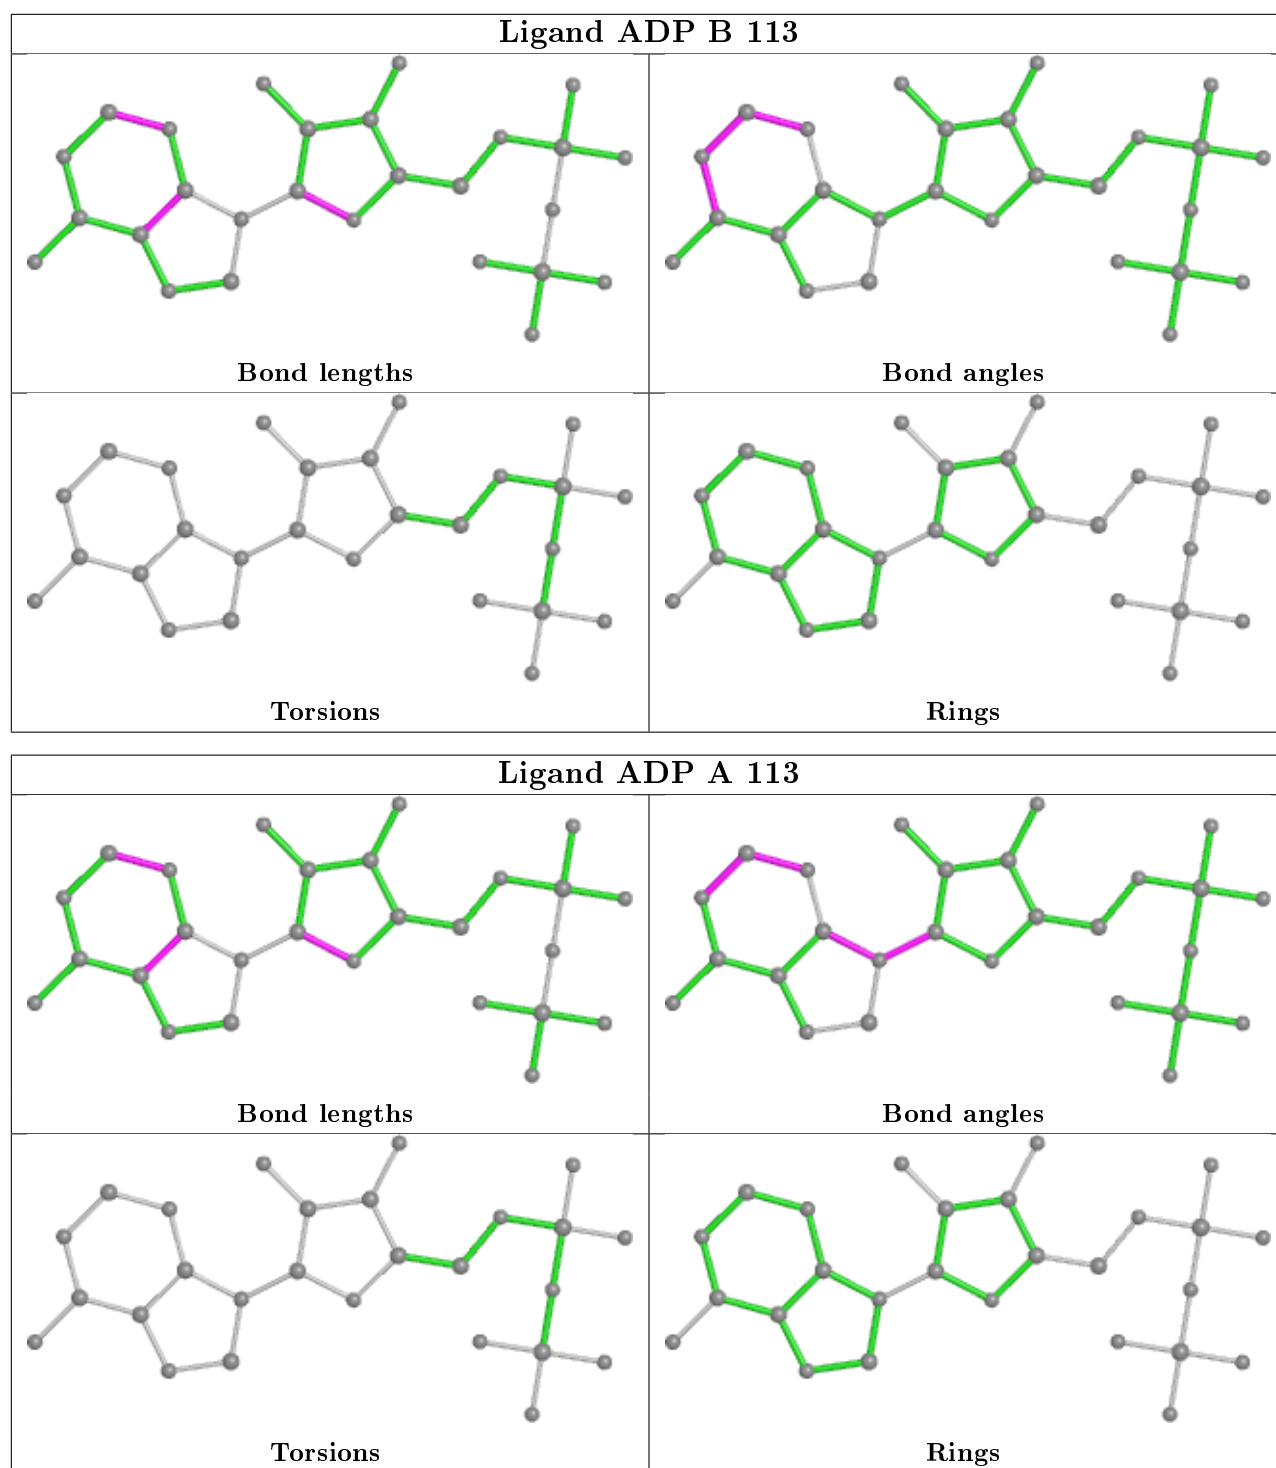 Ligand ADP B 113
Bond lengths
Bond angles
Torsions
Rings
Ligand ADP A 113
Bond lengths
Bond angles
Torsions
Rings